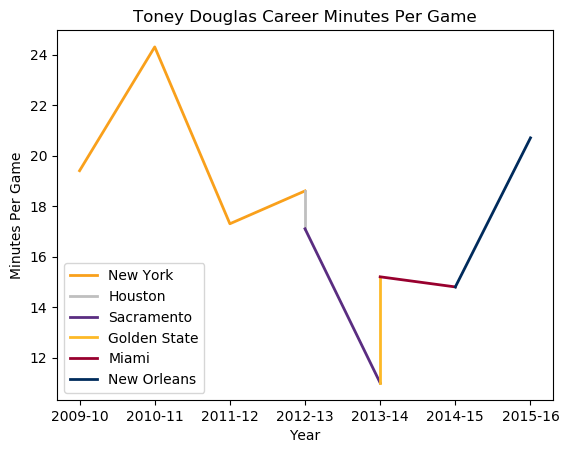 Toney Douglas Career Minutes Per Game
Minutes Per Game
24
22
20
18
16
14
12
New York
Houston
Sacramento
Golden State
Miami
New Orleans
2009-10 2010-11 2011-12 2012-13 2013-14 2014-15 2015-16
Year